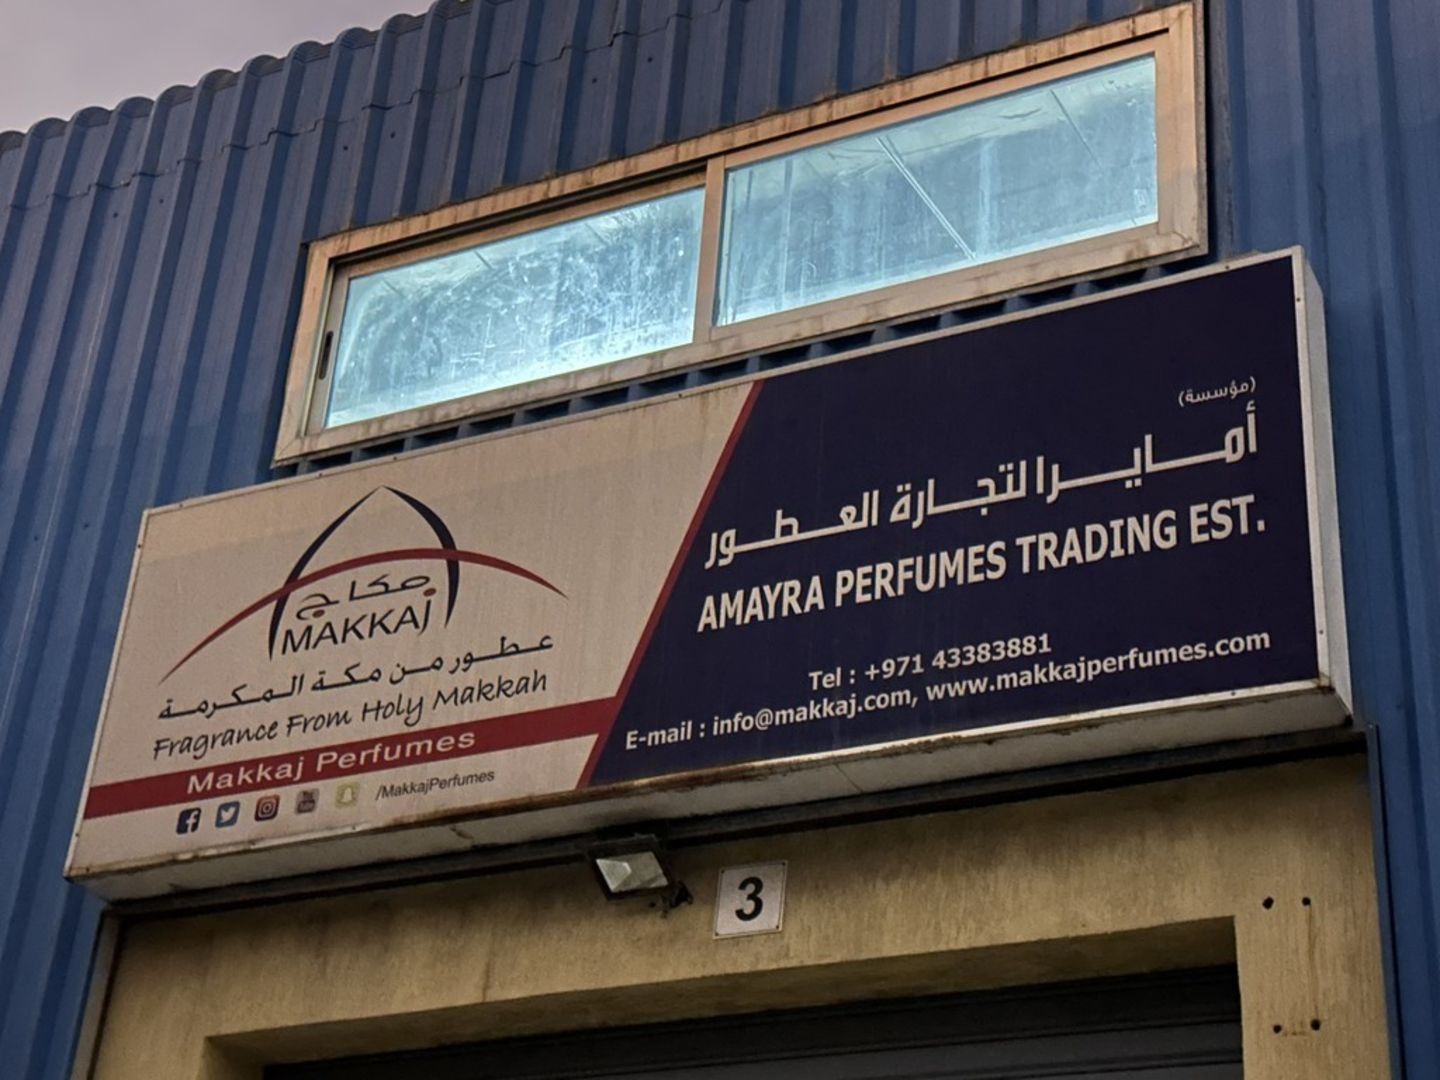 مكاج
MAKKAJ
عطور من مكة المكرمة
Fragrance From Holy Makkah
Makkaj Perfumes
/MakkajPerfumes
(مؤسسة)
أمايرا لتجارة العطور
AMAYRA PERFUMES TRADING EST.
Tel : +971 43383881
E-mail : info@makkaj.com, www.makkajperfumes.com
3